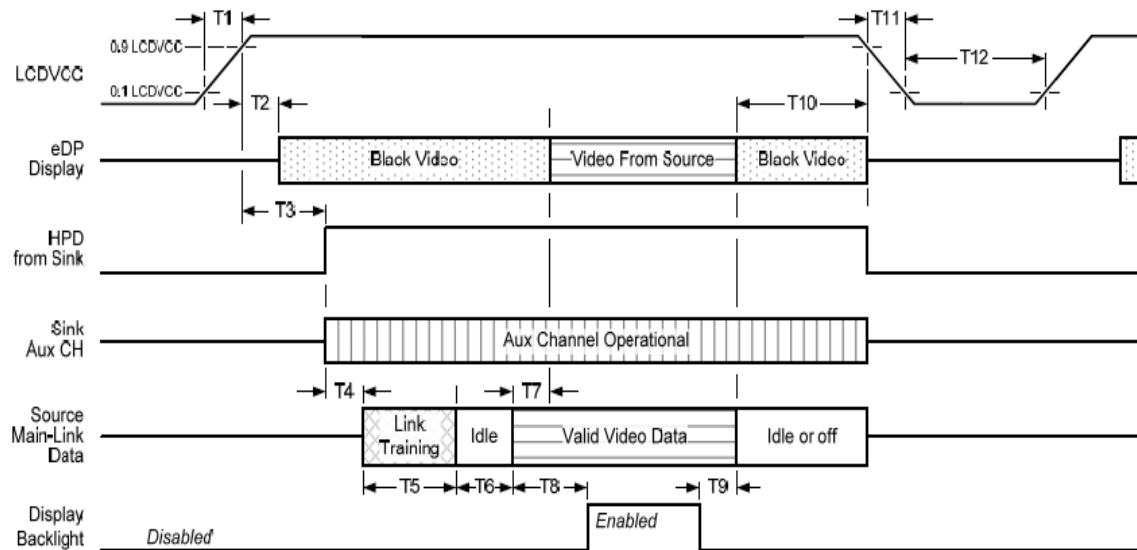 T1
T11
0.9 LCDVCC
LCDVCC
T12
0.1 LCDVCC
T2
T10
eDP
Display
Black Video
Video From Source
Black Video
T3
HPD
from Sink
Sink
Aux CH
Aux Channel Operational
T4
T7
Source
Main-Link
Data
Link
Training
Idle
Valid Video Data
Idle or off
T5
T6
T8
T9
Display
Backlight
Disabled
Enabled